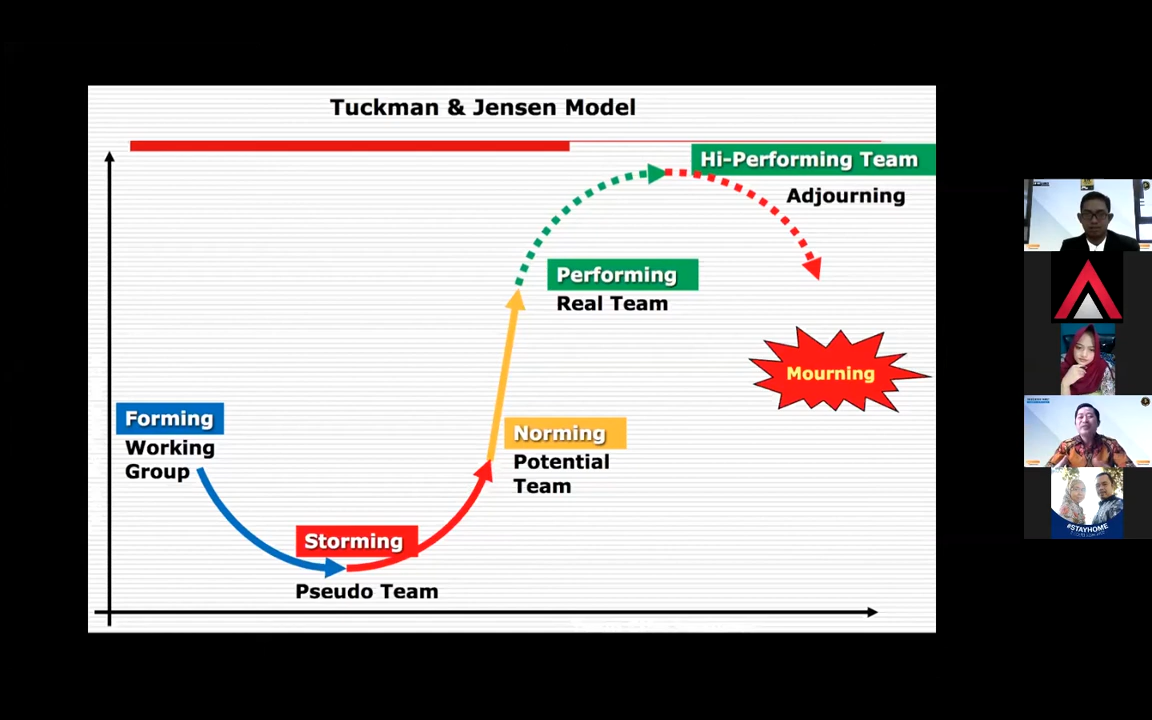 Tuckman & Jensen Model
Hi-Performing Team
Adjourning
Performing
Real Team
Mourning
Forming
Working
Group
Norming
Potential
Team
Storming
Pseudo Team
#STAYHOME